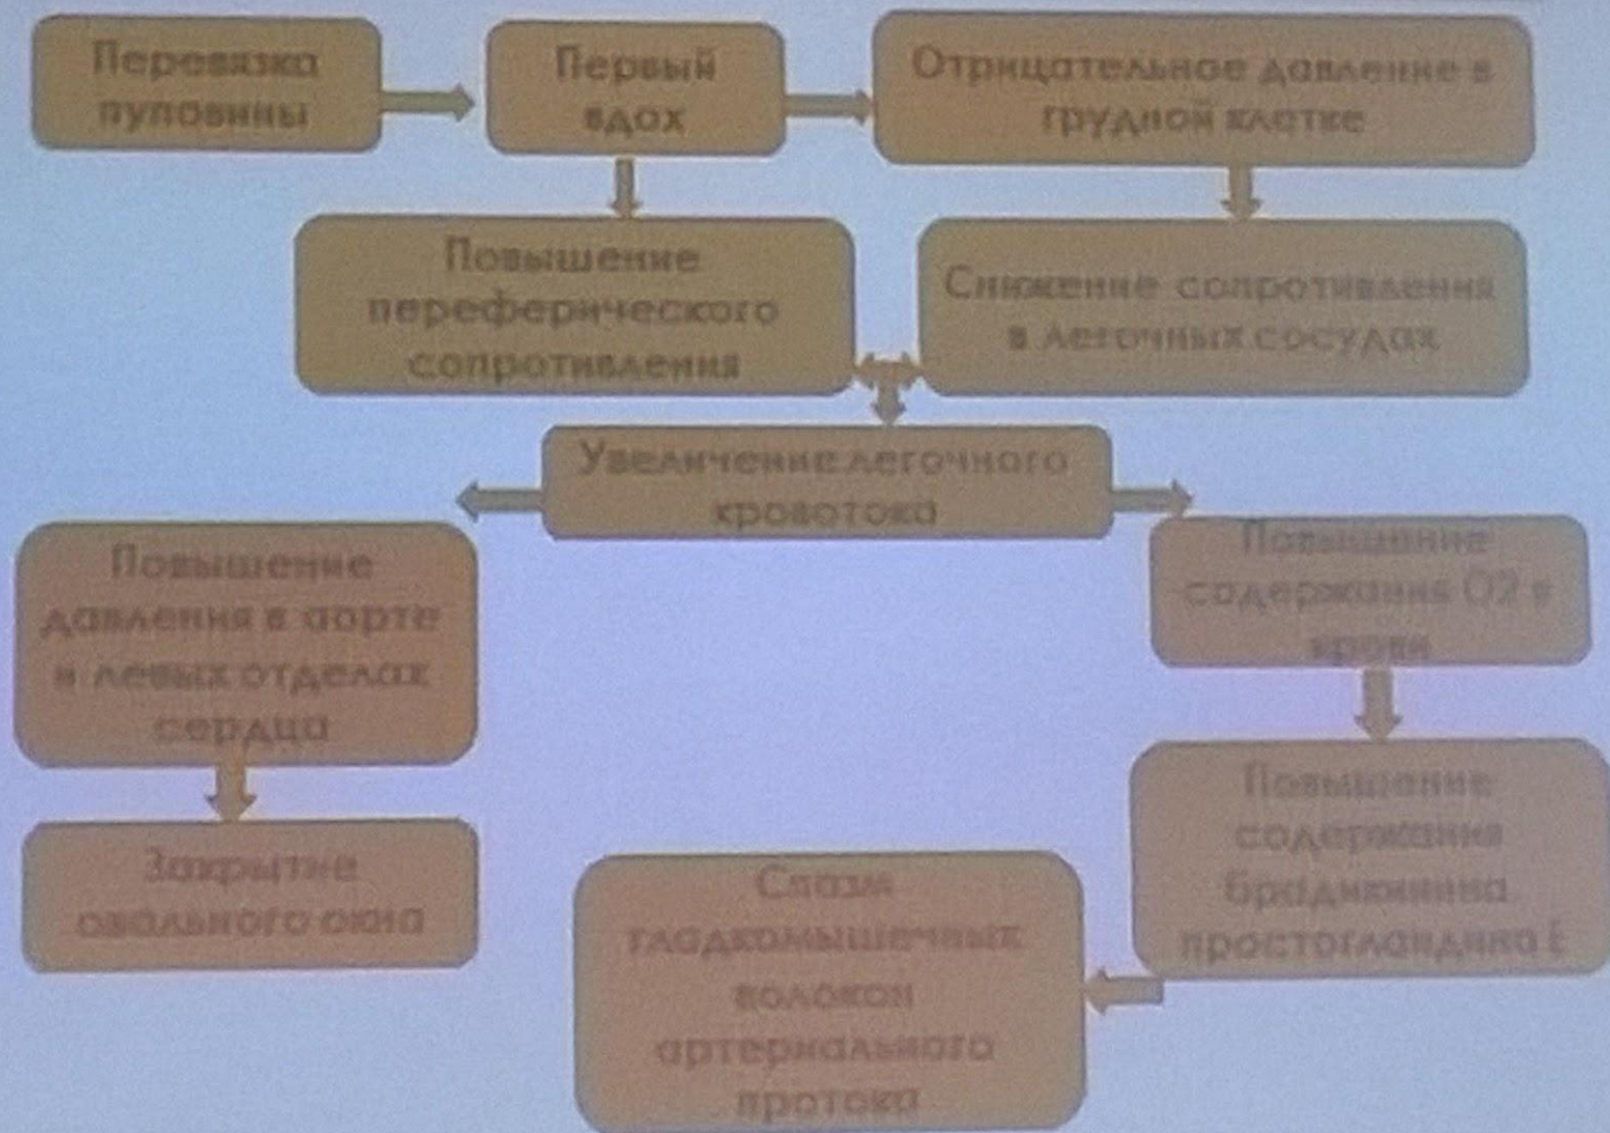 Перевязка
пуповины
Первый
вдох
Отрицательное давление в
грудной клетке
Повышение
переферического
сопротивления
Снижение сопротивления
в легочных сосудах
Увеличение легочного
кровотока
Повышение
давления в аорте
и левых отделах
сердца
Повышение
содержания О2 в
крови
Закрытие
овального окна
Повышение
содержания
брадикинина
простогландина Е
Спазм
гладкомышечных
волокон
артериального
протока